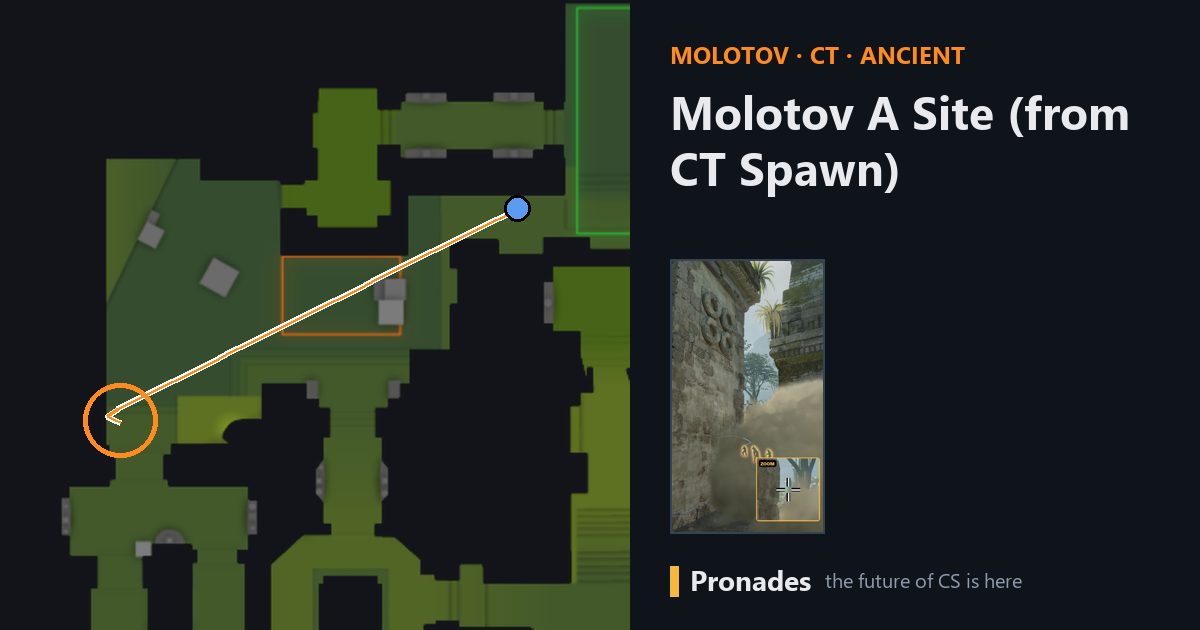 MOLOTOV · CT · ANCIENT
Molotov A Site (from
CT Spawn)
ZOOM
Pronades the future of CS is here